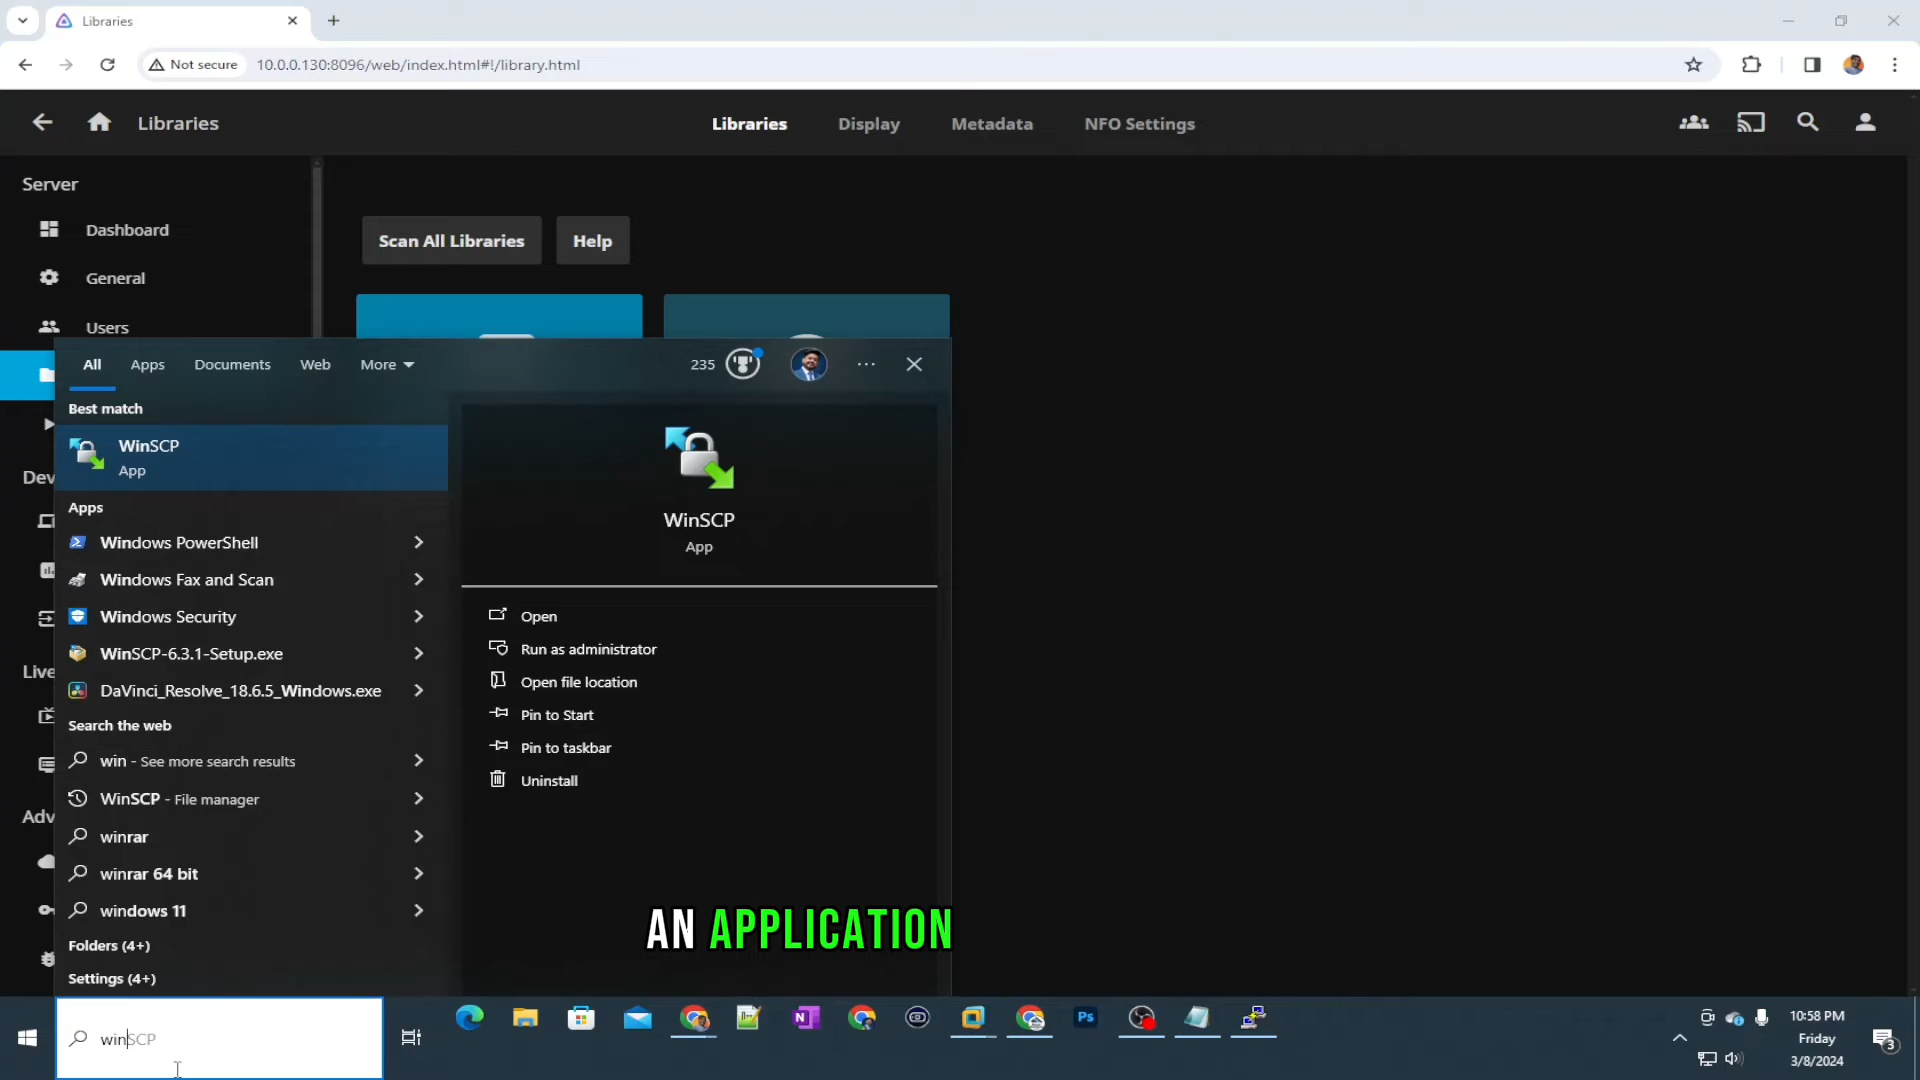 Libraries
Not secure
10.0.0.130:8096/web/index.html#!/library.html
Libraries
Libraries
Display
Metadata
NFO Settings
Server
Dashboard
General
Users
Scan All Libraries
Help
Dev
Live
Adv
All
Apps
Documents
Web
More
235
Best match
WinSCP
App
Apps
Windows PowerShell
Windows Fax and Scan
Windows Security
WinSCP-6.3.1-Setup.exe
DaVinci_Resolve_18.6.5_Windows.exe
Search the web
win - See more search results
WinSCP - File manager
winrar
winrar 64 bit
windows 11
Folders (4+)
Settings (4+)
WinSCP
App
Open
Run as administrator
Open file location
Pin to Start
Pin to taskbar
Uninstall
AN APPLICATION
winSCP
N
Ps
10:58 PM
Friday
3/8/2024
3